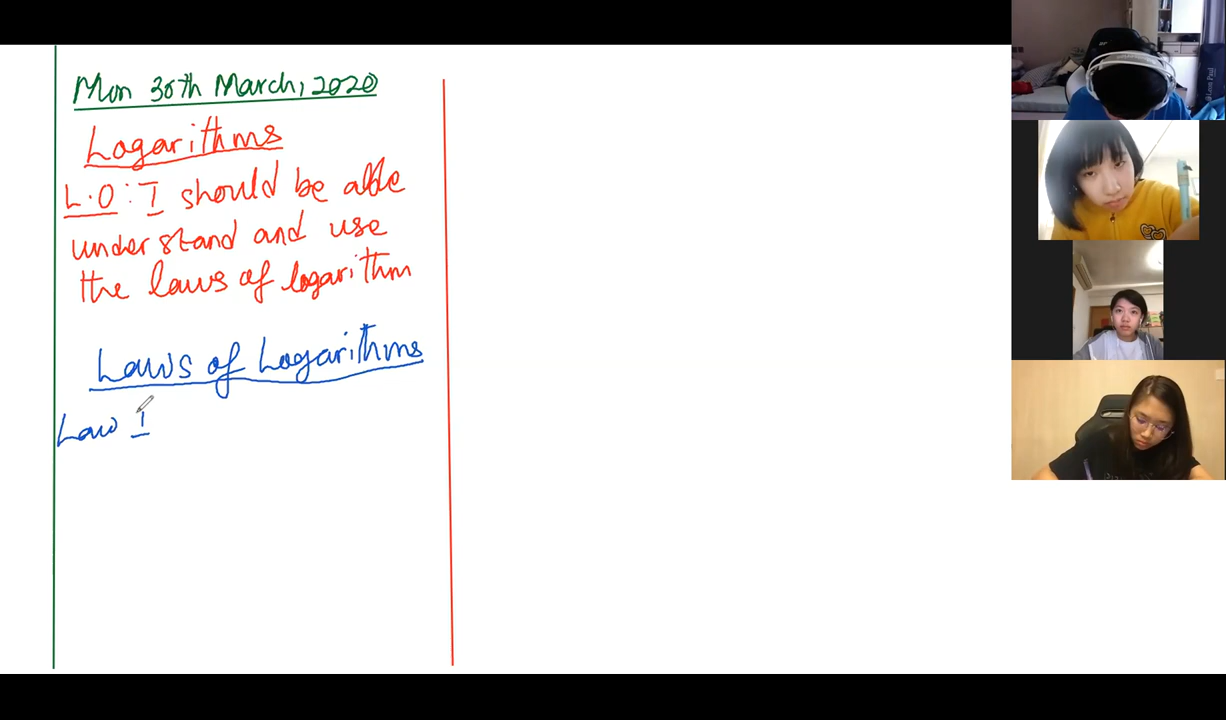 Mon 30th March, 2020
Logarithms
L.O : I should be able
understand and use
the laws of logarithm
Laws of Logarithms
Law I